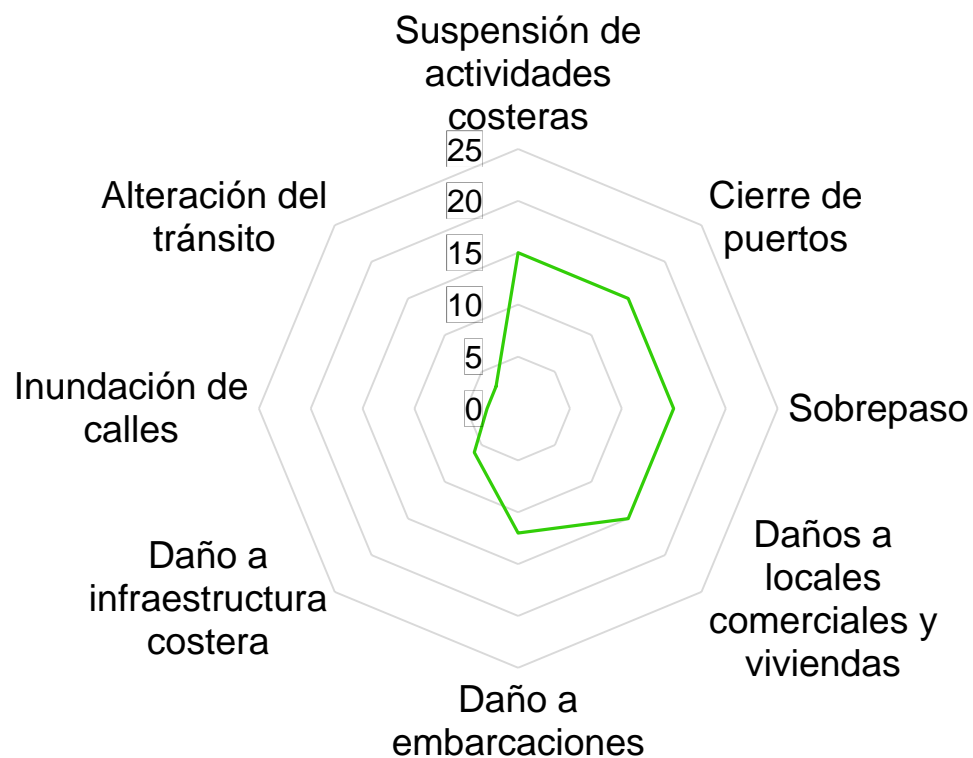 Suspensión de
actividades
costeras
25
20
15
10
5
0
Cierre de
puertos
Sobrepaso
Daños a
locales
comerciales y
viviendas
Daño a
embarcaciones
Daño a
infraestructura
costera
Inundación de
calles
Alteración del
tránsito